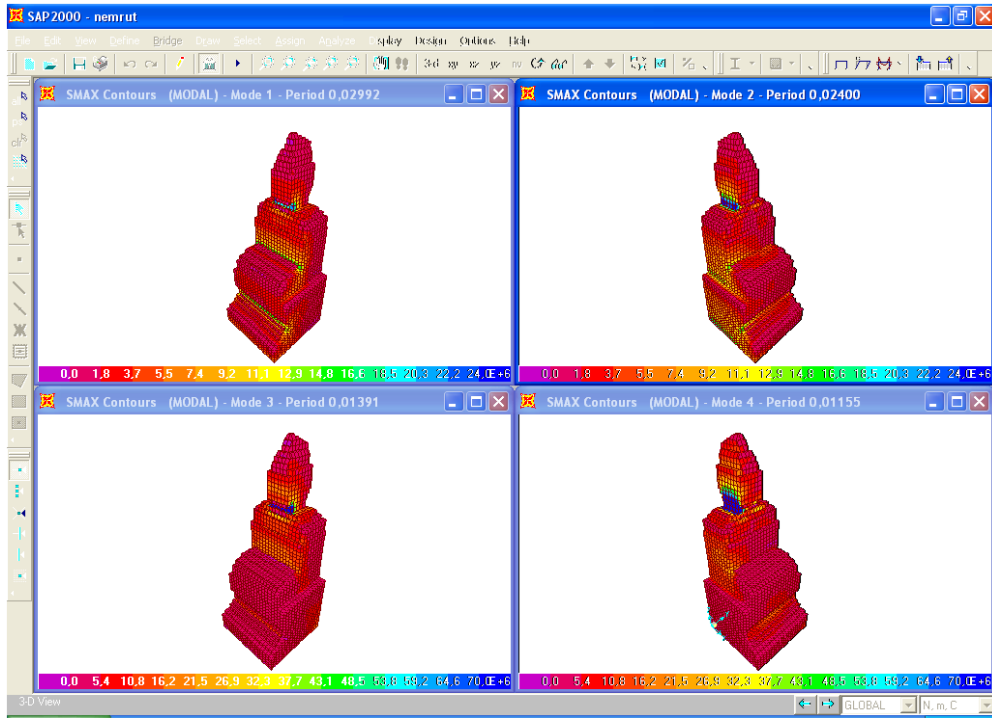 SAP2000 - nemrut
File Edit View Define Bridge Draw Select Assign Analyze Display Design Options Help
3-d xy xz yz nv
SMAX Contours (MODAL) - Mode 1 - Period 0,02992
SMAX Contours (MODAL) - Mode 2 - Period 0,02400
0,0 1,8 3,7 5,5 7,4 9,2 11,1 12,9 14,8 16,6 18,5 20,3 22,2 24,0E+6
0,0 1,8 3,7 5,5 7,4 9,2 11,1 12,9 14,8 16,6 18,5 20,3 22,2 24,0E+6
SMAX Contours (MODAL) - Mode 3 - Period 0,01391
SMAX Contours (MODAL) - Mode 4 - Period 0,01155
0,0 5,4 10,8 16,2 21,5 26,9 32,3 37,7 43,1 48,5 53,8 59,2 64,6 70,0E+6
0,0 5,4 10,8 16,2 21,5 26,9 32,3 37,7 43,1 48,5 53,8 59,2 64,6 70,0E+6
3-D View
GLOBAL
N, m, C